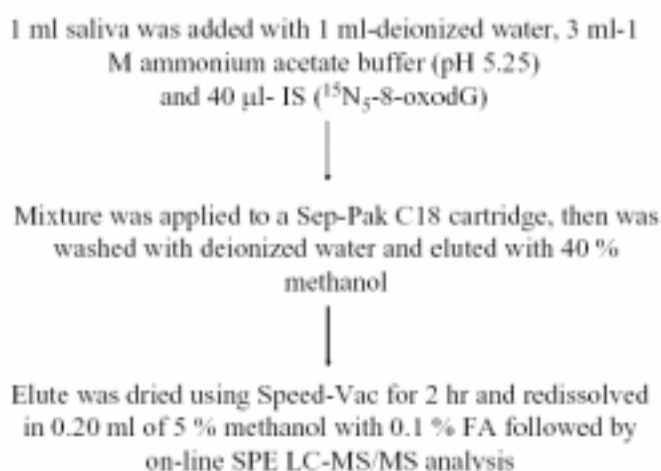 1 ml saliva was added with 1 ml-deionized water, 3 ml-1
M ammonium acetate buffer (pH 5.25)
and 40 µl- IS (¹⁵N₅-8-oxodG)
Mixture was applied to a Sep-Pak C18 cartridge, then was
washed with deionized water and eluted with 40 %
methanol
Elute was dried using Speed-Vac for 2 hr and redissolved
in 0.20 ml of 5 % methanol with 0.1 % FA followed by
on-line SPE LC-MS/MS analysis